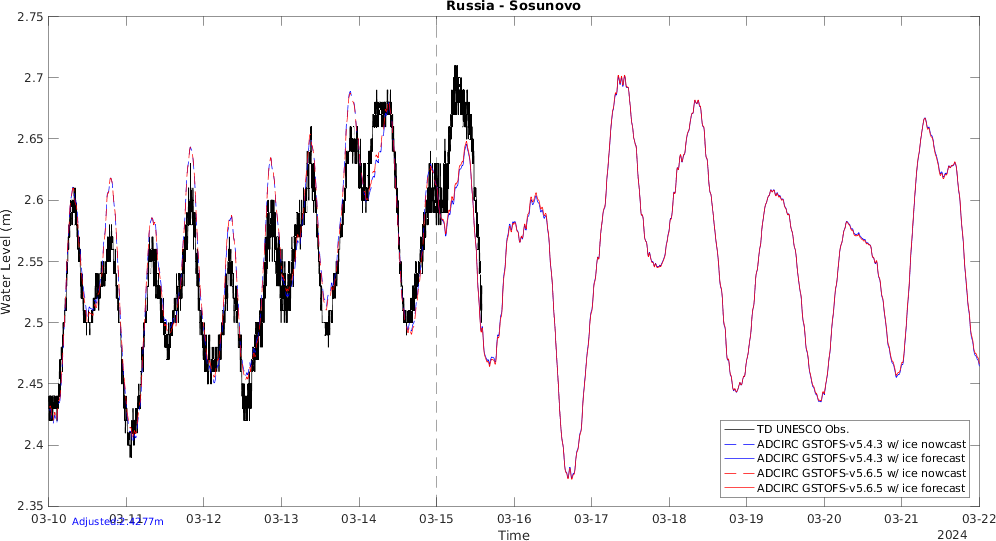 Russia - Sosunovo
2.75
2.7
2.65
2.6
2.55
2.5
2.45
2.4
2.35
Water Level (m)
TD UNESCO Obs.
ADCIRC GSTOFS-v5.4.3 w/ ice nowcast
ADCIRC GSTOFS-v5.4.3 w/ ice forecast
ADCIRC GSTOFS-v5.6.5 w/ ice nowcast
ADCIRC GSTOFS-v5.6.5 w/ ice forecast
03-10 03-11 03-12 03-13 03-14 03-15 03-16 03-17 03-18 03-19 03-20 03-21 03-22
Adjusted:2.4277m
Time
2024